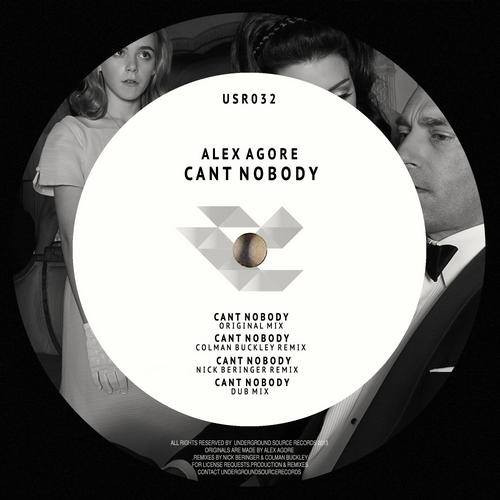 USR032
ALEX AGORE
CANT NOBODY
CANT NOBODY
ORIGINAL MIX
CANT NOBODY
COLMAN BUCKLEY REMIX
CANT NOBODY
NICK BERINGER REMIX
CANT NOBODY
DUB MIX
ALL RIGHTS RESERVED BY UNDERGROUND SOURCE RECORDS 2013
ORIGINALS ARE MADE BY ALEX AGORE
.REMIXES BY NICK BERINGER & COLMAN BUCKLEY
FOR LICENSE REQUESTS.PRODUCTION & REMIXES
CONTACT UNDERGROUNDSOURCERECORDS